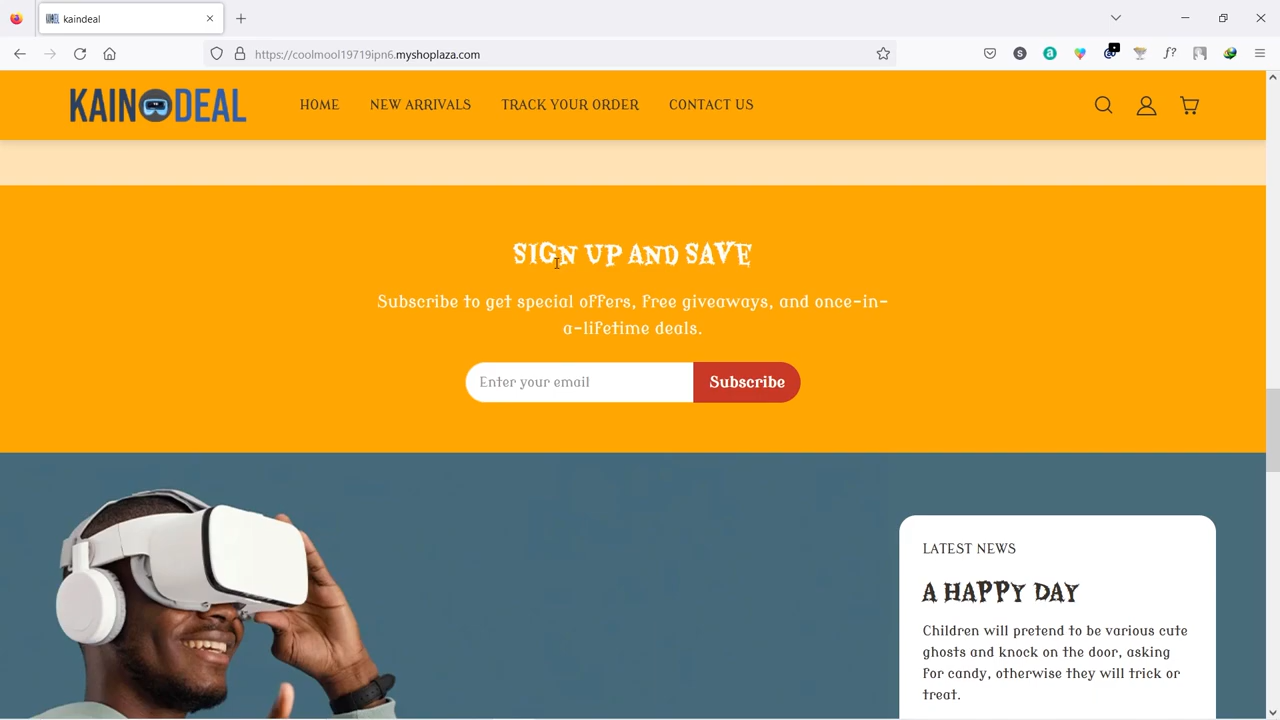 kaindeal
https://coolmool19719ipn6.myshoplaza.com
KAINDEAL
HOME
NEW ARRIVALS
TRACK YOUR ORDER
CONTACT US
SIGN UP AND SAVE
Subscribe to get special offers, free giveaways, and once-in-
a-lifetime deals.
Enter your email
Subscribe
LATEST NEWS
A HAPPY DAY
Children will pretend to be various cute
ghosts and knock on the door, asking
for candy, otherwise they will trick or
treat.